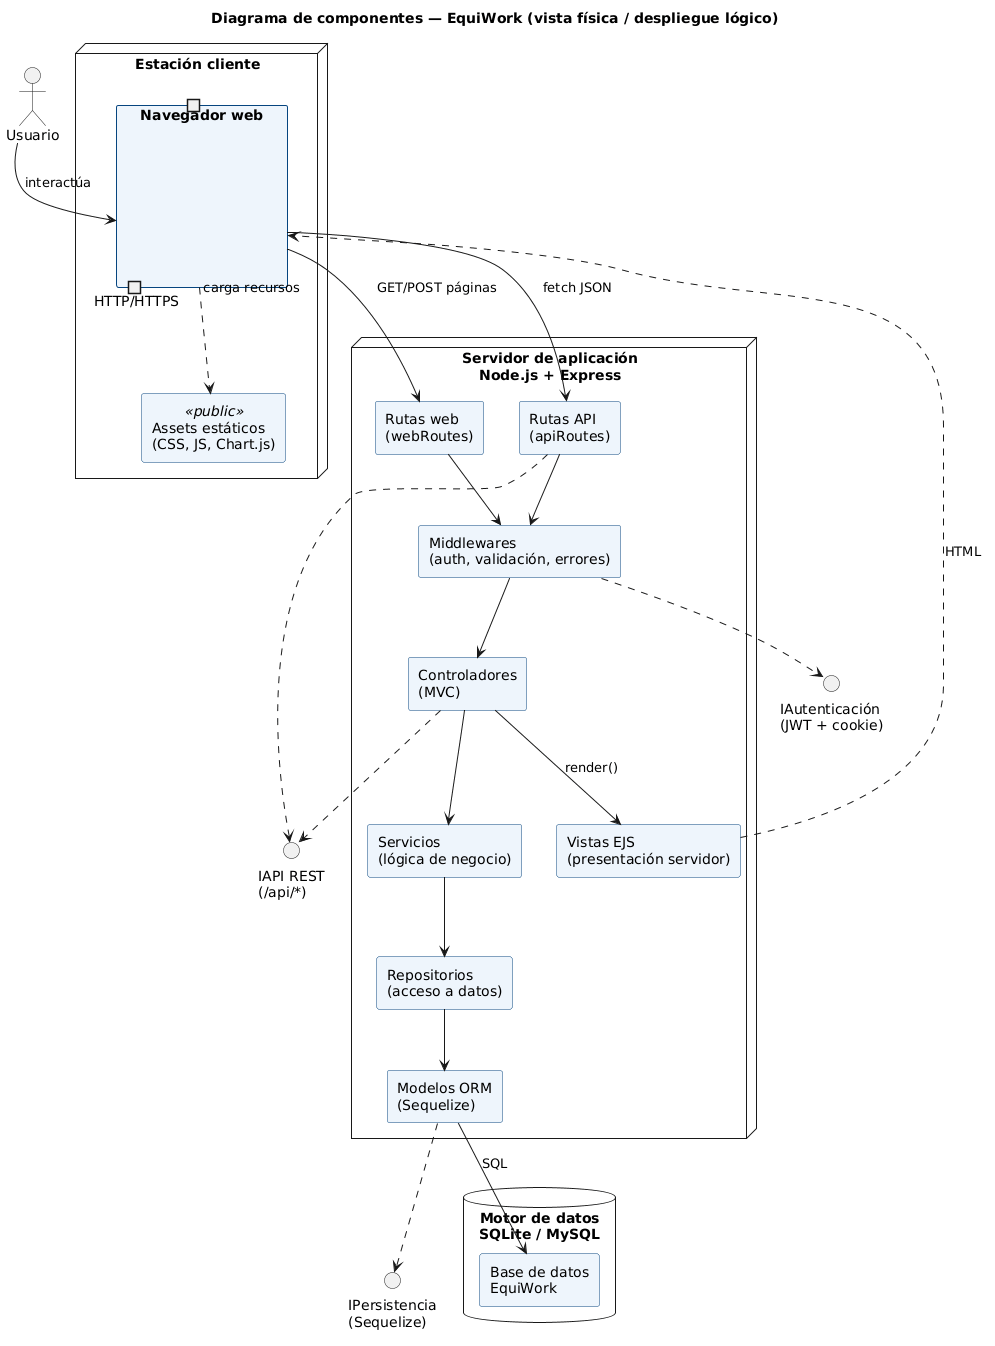 Diagrama de componentes — EquiWork (vista física / despliegue lógico)
Estación cliente
Navegador web
Usuario
interactúa
carga recursos
HTTP/HTTPS
GET/POST páginas
fetch JSON
«public»
Assets estáticos
(CSS, JS, Chart.js)
Servidor de aplicación
Node.js + Express
Rutas web
(webRoutes)
Rutas API
(apiRoutes)
Middlewares
(auth, validación, errores)
HTML
Controladores
(MVC)
IAutenticación
(JWT + cookie)
render()
Servicios
(lógica de negocio)
Vistas EJS
(presentación servidor)
IAPI REST
(/api/*)
Repositorios
(acceso a datos)
Modelos ORM
(Sequelize)
SQL
Motor de datos
SQLite / MySQL
Base de datos
EquiWork
IPersistencia
(Sequelize)